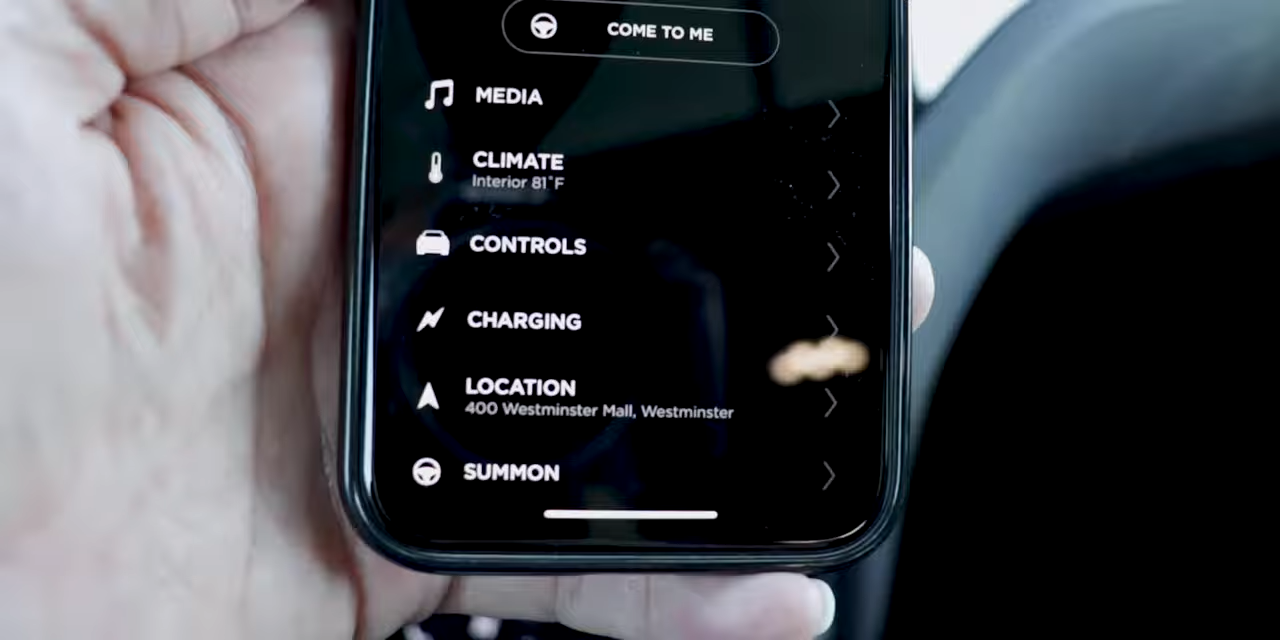 COME TO ME
MEDIA
CLIMATE
Interior 81°F
CONTROLS
CHARGING
LOCATION
400 Westminster Mall, Westminster
SUMMON